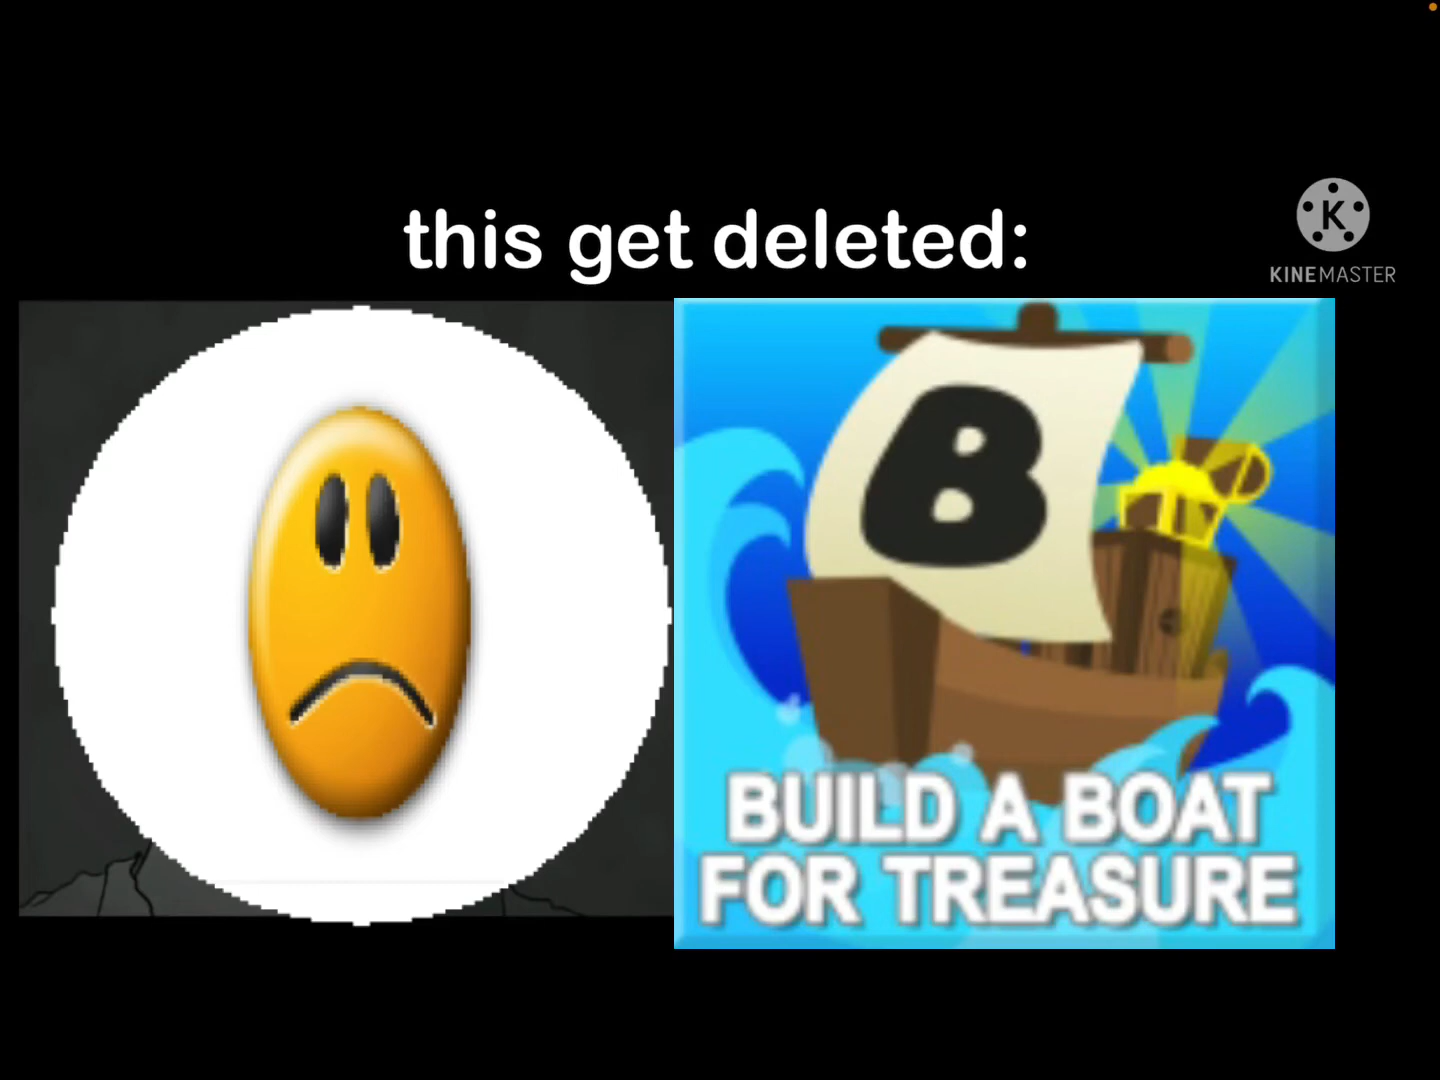 this get deleted:
K
KINEMASTER
B
BUILD A BOAT
FOR TREASURE